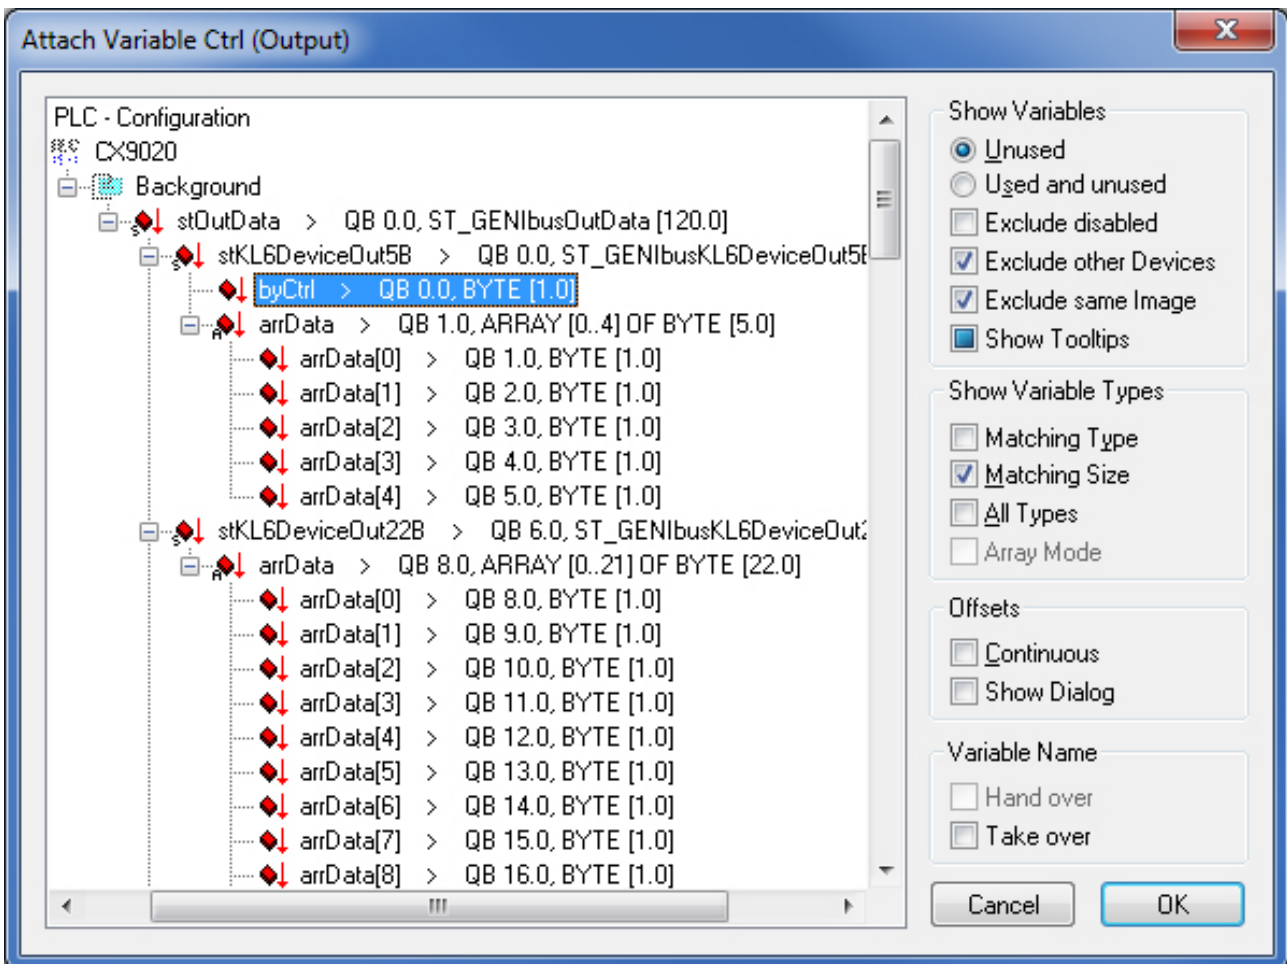 Attach Variable Ctrl (Output)
PLC - Configuration
CX9020
Background
stOutData > QB 0.0, ST_GENIbusOutData [120.0]
stKL6DeviceOut5B > QB 0.0, ST_GENIbusKL6DeviceOut5B
byCtrl > QB 0.0, BYTE [1.0]
arrData > QB 1.0, ARRAY [0..4] OF BYTE [5.0]
arrData[0] > QB 1.0, BYTE [1.0]
arrData[1] > QB 2.0, BYTE [1.0]
arrData[2] > QB 3.0, BYTE [1.0]
arrData[3] > QB 4.0, BYTE [1.0]
arrData[4] > QB 5.0, BYTE [1.0]
stKL6DeviceOut22B > QB 6.0, ST_GENIbusKL6DeviceOut2
arrData > QB 8.0, ARRAY [0..21] OF BYTE [22.0]
arrData[0] > QB 8.0, BYTE [1.0]
arrData[1] > QB 9.0, BYTE [1.0]
arrData[2] > QB 10.0, BYTE [1.0]
arrData[3] > QB 11.0, BYTE [1.0]
arrData[4] > QB 12.0, BYTE [1.0]
arrData[5] > QB 13.0, BYTE [1.0]
arrData[6] > QB 14.0, BYTE [1.0]
arrData[7] > QB 15.0, BYTE [1.0]
arrData[8] > QB 16.0, BYTE [1.0]
Show Variables
Unused
Used and unused
Exclude disabled
Exclude other Devices
Exclude same Image
Show Tooltips
Show Variable Types
Matching Type
Matching Size
All Types
Array Mode
Offsets
Continuous
Show Dialog
Variable Name
Hand over
Take over
Cancel
OK